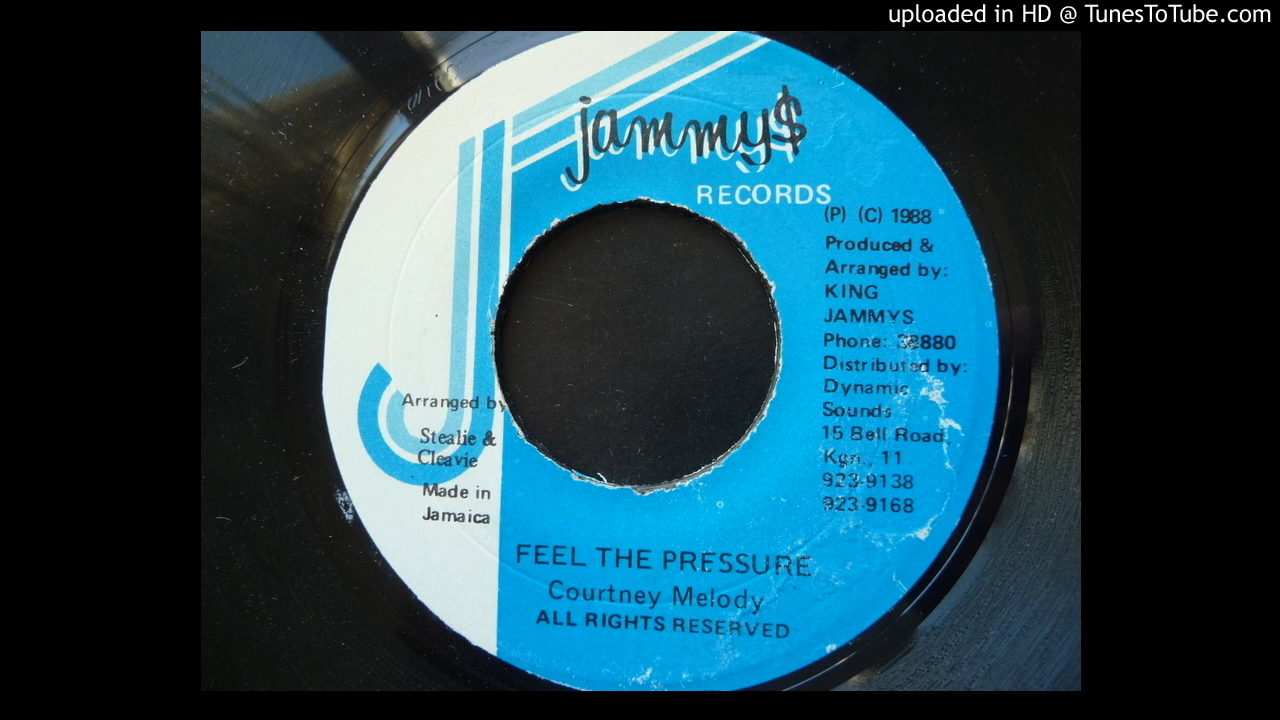 uploaded in HD @ TunesToTube.com
jammy$
RECORDS
(P) (C) 1988
Produced &
Arranged by:
KING
JAMMYS
Phone: 38880
Distributed by:
Dynamic
Sounds
15 Bell Road,
Kgn., 11
923-9138
923-9168
Arranged by
Stealie &
Cleavie
Made in
Jamaica
FEEL THE PRESSURE
Courtney Melody
ALL RIGHTS RESERVED